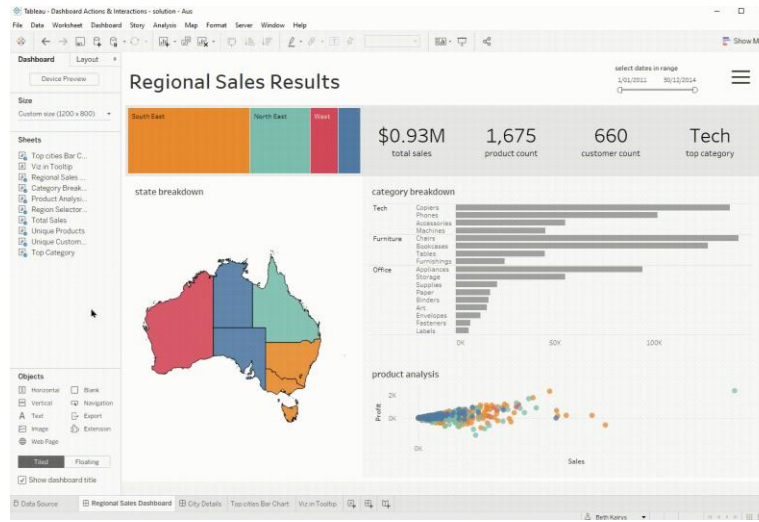 Tableau - Dashboard Actions & Interactions - solution - Aus
File Data Worksheet Dashboard Story Analysis Map Format Server Window Help
Show M
Dashboard Layout
Device Preview
Size
Custom size (1200 x 800)
Sheets
Top cities Bar C...
Viz in Tooltip
Regional Sales ...
Category Break...
Product Analysi...
Region Selector...
Total Sales
Unique Products
Unique Custom...
Top Category
Objects
Horizontal Blank
Vertical Navigation
Text Export
Image Extension
Web Page
Tiled Floating
Show dashboard title
Regional Sales Results
select dates in range
1/01/2011 30/12/2014
South East North East West
$0.93M 1,675 660 Tech
total sales product count customer count top category
state breakdown
category breakdown
Tech Copiers
Phones
Accessories
Machines
Furniture Chairs
Bookcases
Tables
Furnishings
Office Appliances
Storage
Supplies
Paper
Binders
Art
Envelopes
Fasteners
Labels
0K 50K 100K
product analysis
Profit
2K
0K
0K
Sales
Data Source Regional Sales Dashboard City Details Top cities Bar Chart Viz in Tooltip
Beth Kairys